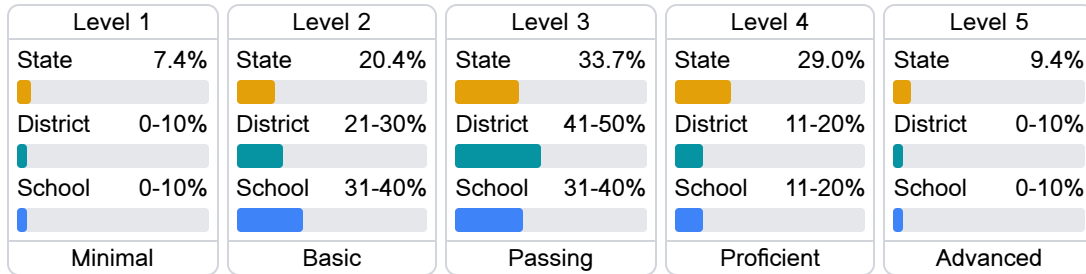 Level 1
State 7.4%
District 0-10%
School 0-10%
Minimal
Level 2
State 20.4%
District 21-30%
School 31-40%
Basic
Level 3
State 33.7%
District 41-50%
School 31-40%
Passing
Level 4
State 29.0%
District 11-20%
School 11-20%
Proficient
Level 5
State 9.4%
District 0-10%
School 0-10%
Advanced